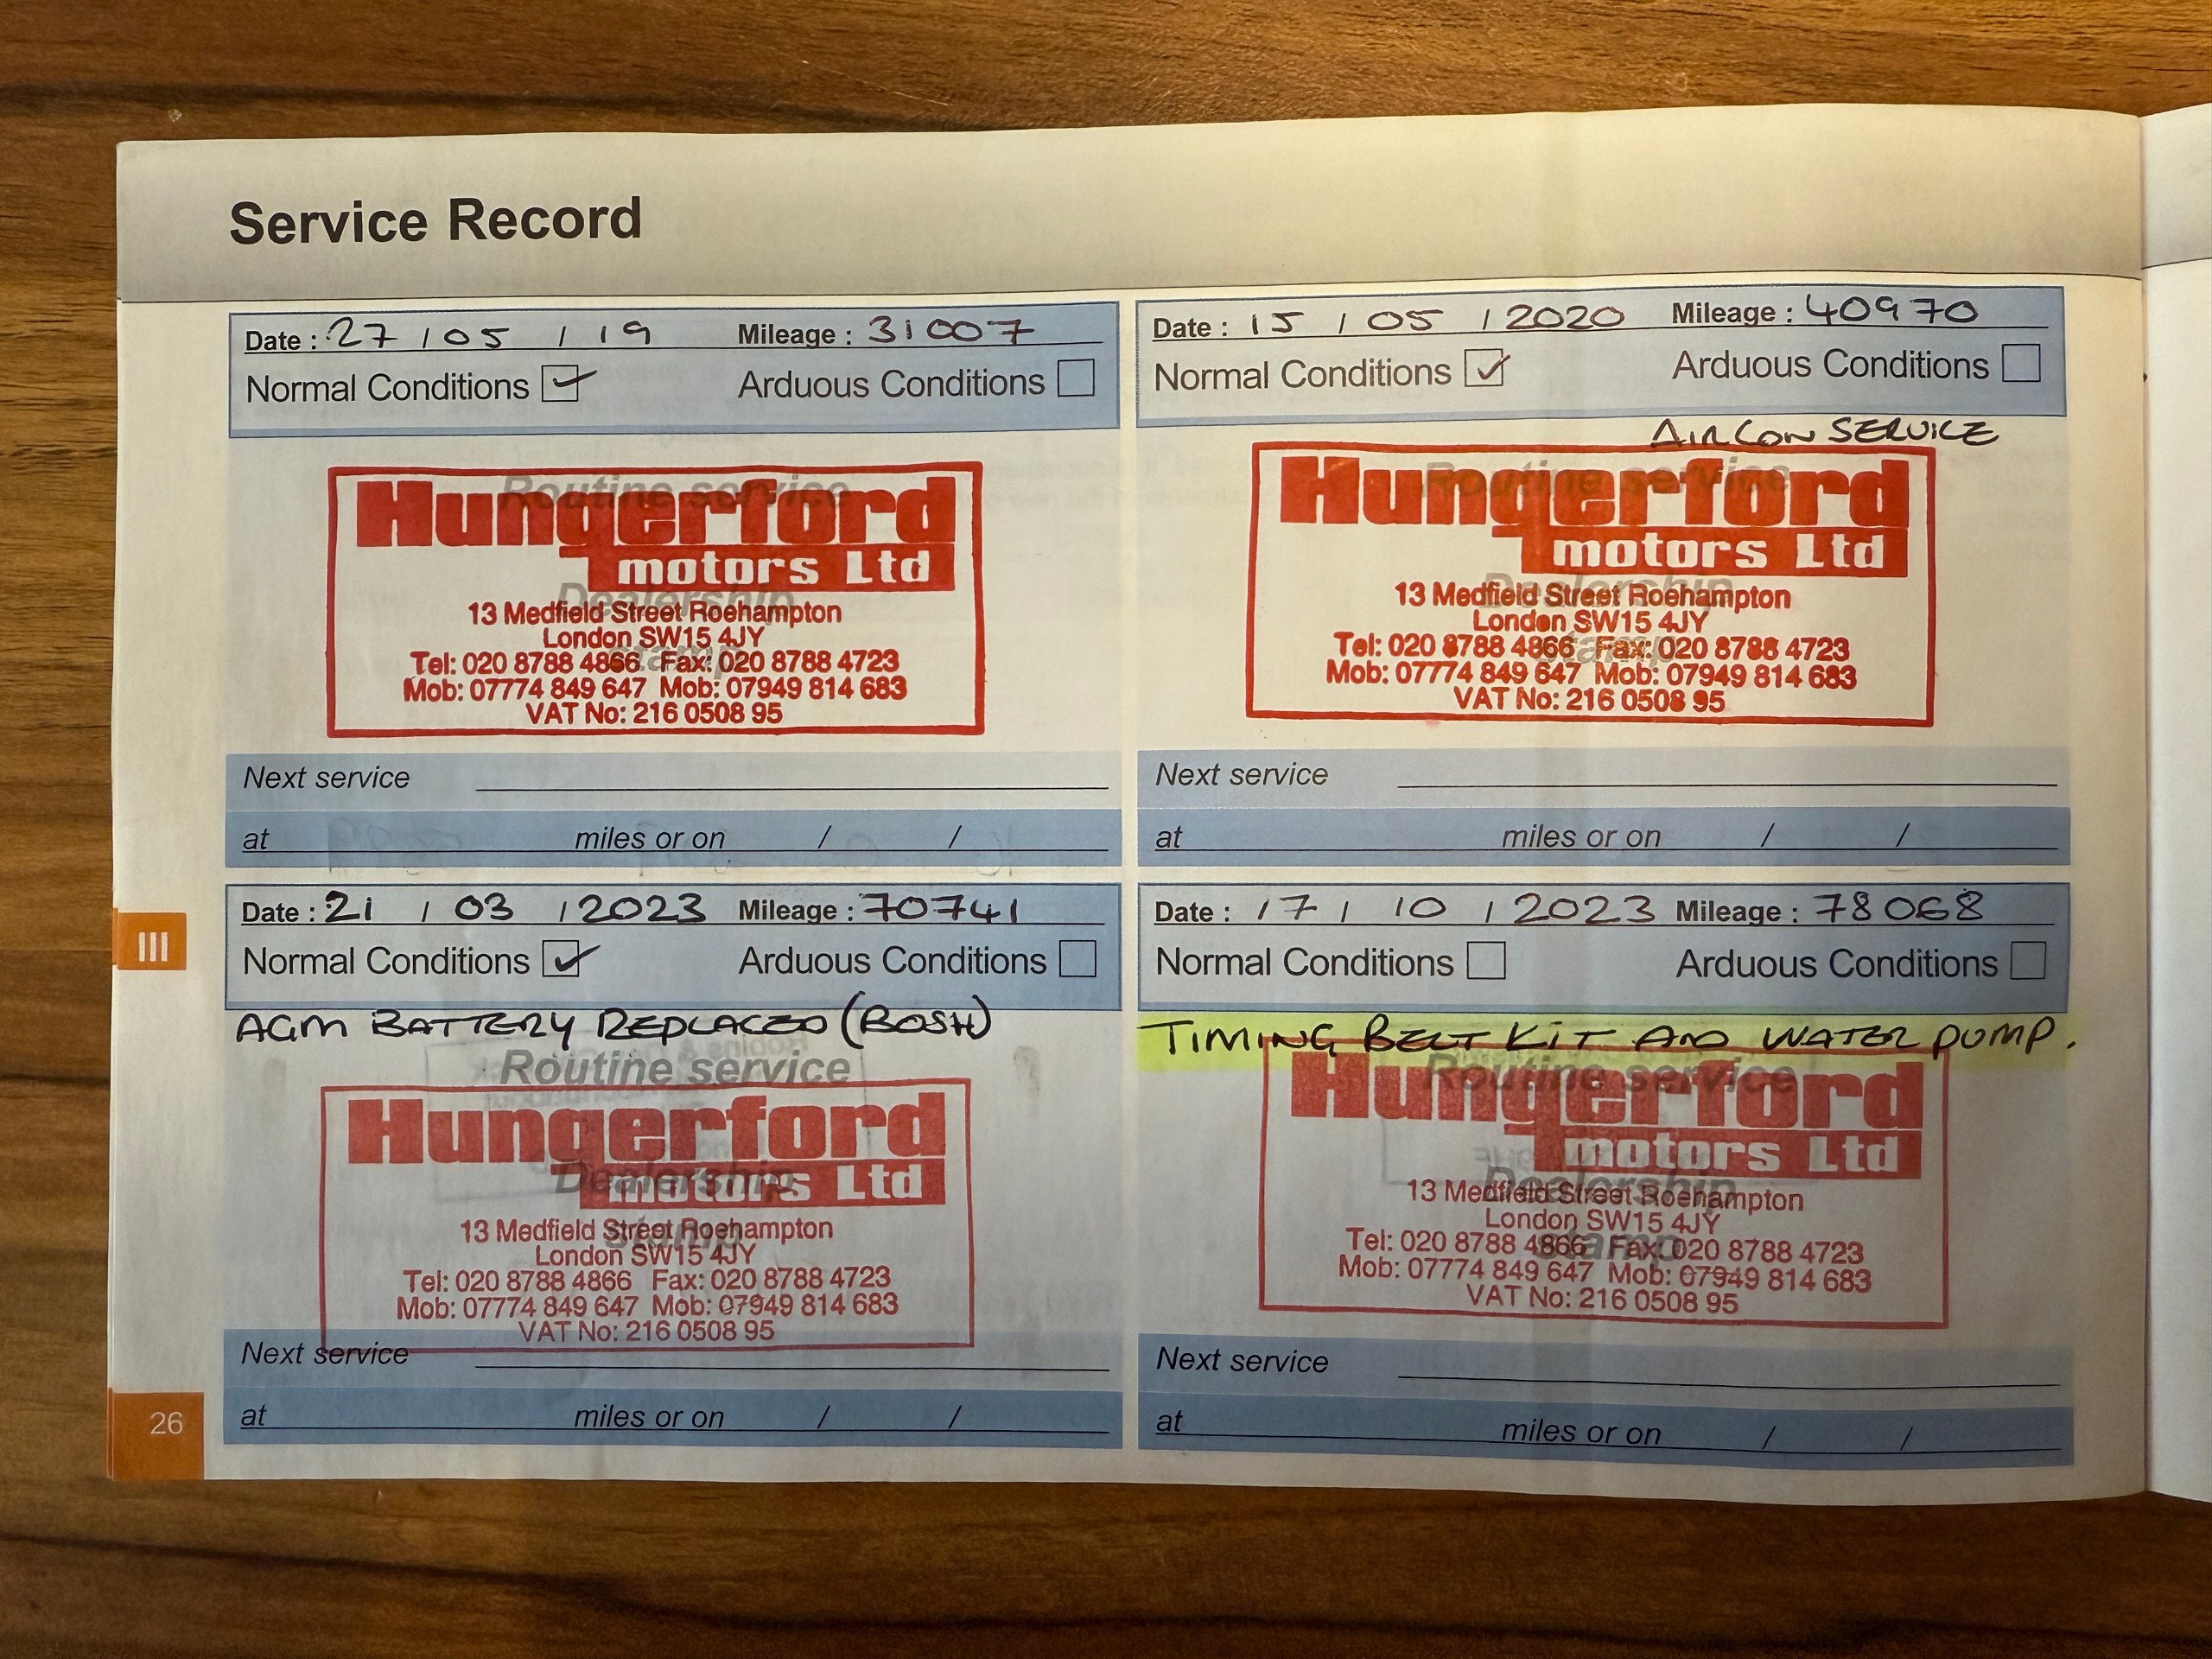 Service Record
Date : 27 / 05 / 19 Mileage : 31007
Normal Conditions Arduous Conditions
Routine service
Hungerford
motors Ltd
Dealership
13 Medfield Street Roehampton
London SW15 4JY
stamp
Tel: 020 8788 4866 Fax: 020 8788 4723
Mob: 07774 849 647 Mob: 07949 814 683
VAT No: 216 0508 95
Next service
at miles or on / /
Date : 15 / 05 / 2020 Mileage : 40970
Normal Conditions Arduous Conditions
AIRCON SERVICE
Routine service
Hungerford
motors Ltd
Dealership
13 Medfield Street Roehampton
London SW15 4JY
stamp
Tel: 020 8788 4866 Fax: 020 8788 4723
Mob: 07774 849 647 Mob: 07949 814 683
VAT No: 216 0508 95
Next service
at miles or on / /
III
Date : 21 / 03 / 2023 Mileage : 70741
Normal Conditions Arduous Conditions
AGM BATTERY REPLACED (BOSH)
Routine service
Hungerford
motors Ltd
Dealership
13 Medfield Street Roehampton
stamp
London SW15 4JY
Tel: 020 8788 4866 Fax: 020 8788 4723
Mob: 07774 849 647 Mob: 07949 814 683
VAT No: 216 0508 95
Next service
at miles or on / /
Date : 17 / 10 / 2023 Mileage : 78068
Normal Conditions Arduous Conditions
TIMING BELT KIT AND WATER PUMP.
Routine service
Hungerford
motors Ltd
Dealership
13 Medfield Street Roehampton
London SW15 4JY
stamp
Tel: 020 8788 4866 Fax: 020 8788 4723
Mob: 07774 849 647 Mob: 07949 814 683
VAT No: 216 0508 95
Next service
at miles or on / /
26